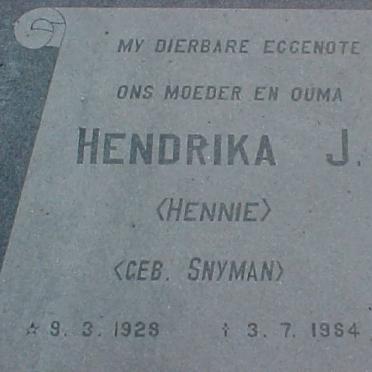 MY DIERBARE EGGENOTE
ONS MOEDER EN OUMA
HENDRIKA J.
<HENNIE>
<GEB. SNYMAN>
☆ 9. 3. 1928 † 3. 7. 1984